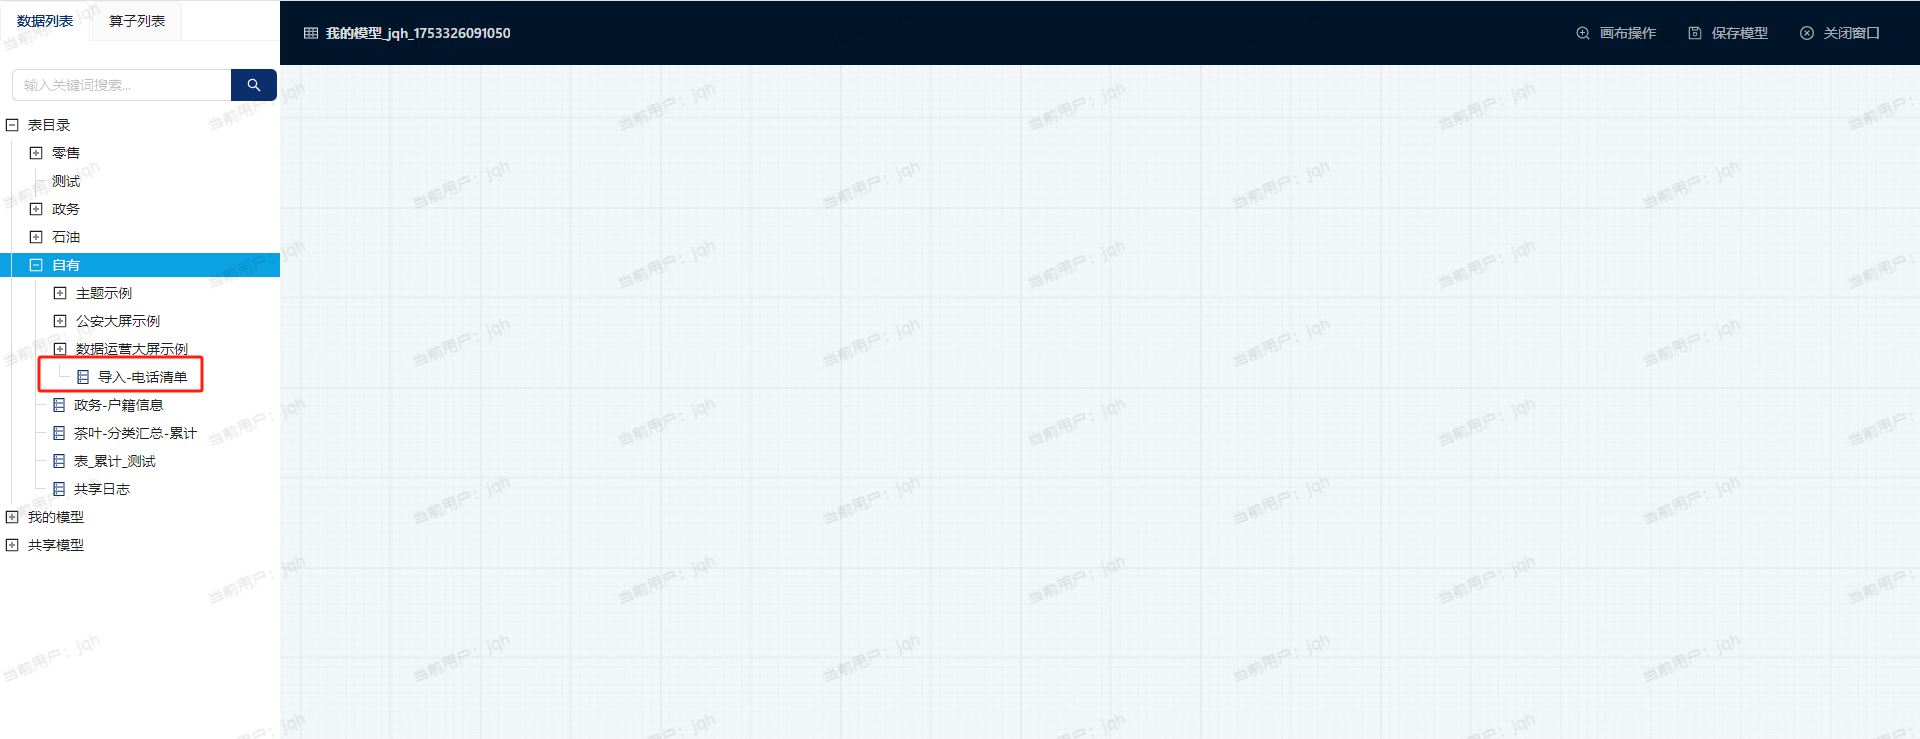 数据列表
算子列表
我的模型_jqh_1753326091050
画布操作
保存模型
关闭窗口
输入关键词搜索...
表目录
零售
测试
政务
石油
自有
主题示例
公安大屏示例
数据运营大屏示例
导入-电话清单
政务-户籍信息
茶叶-分类汇总-累计
表_累计_测试
共享日志
我的模型
共享模型
当前用户：jqh